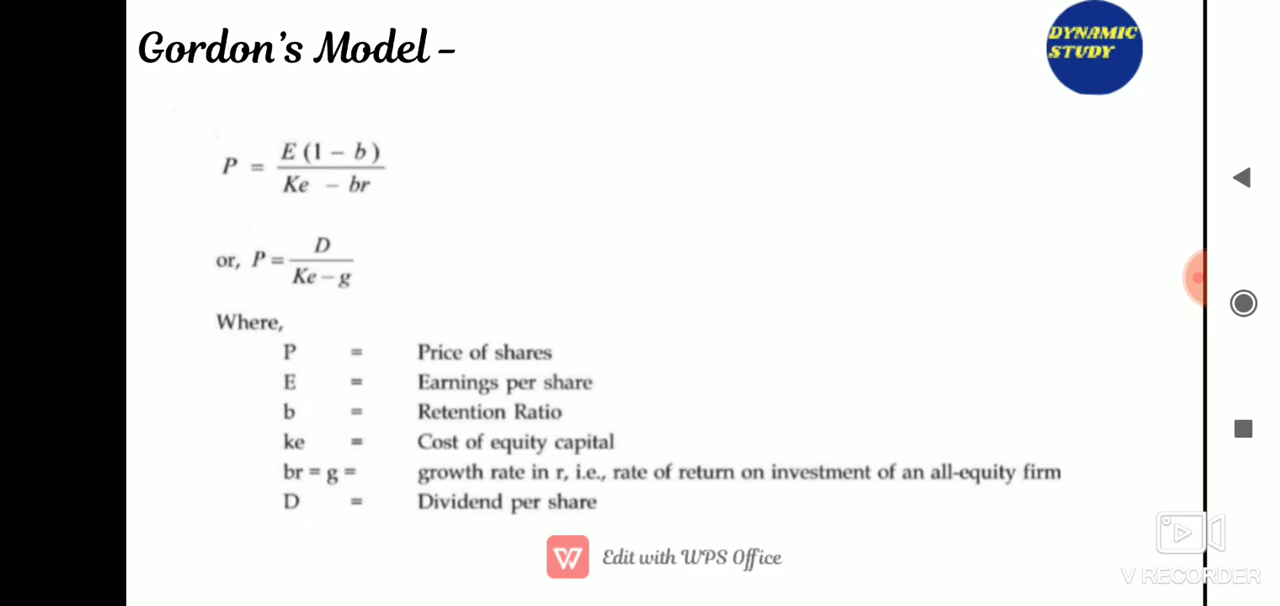 Gordon's Model -
DYNAMIC
STUDY
P = E (1 - b) / Ke - br
or, P = D / Ke - g
Where,
P = Price of shares
E = Earnings per share
b = Retention Ratio
ke = Cost of equity capital
br = g = growth rate in r, i.e., rate of return on investment of an all-equity firm
D = Dividend per share
Edit with WPS Office
V RECORDER